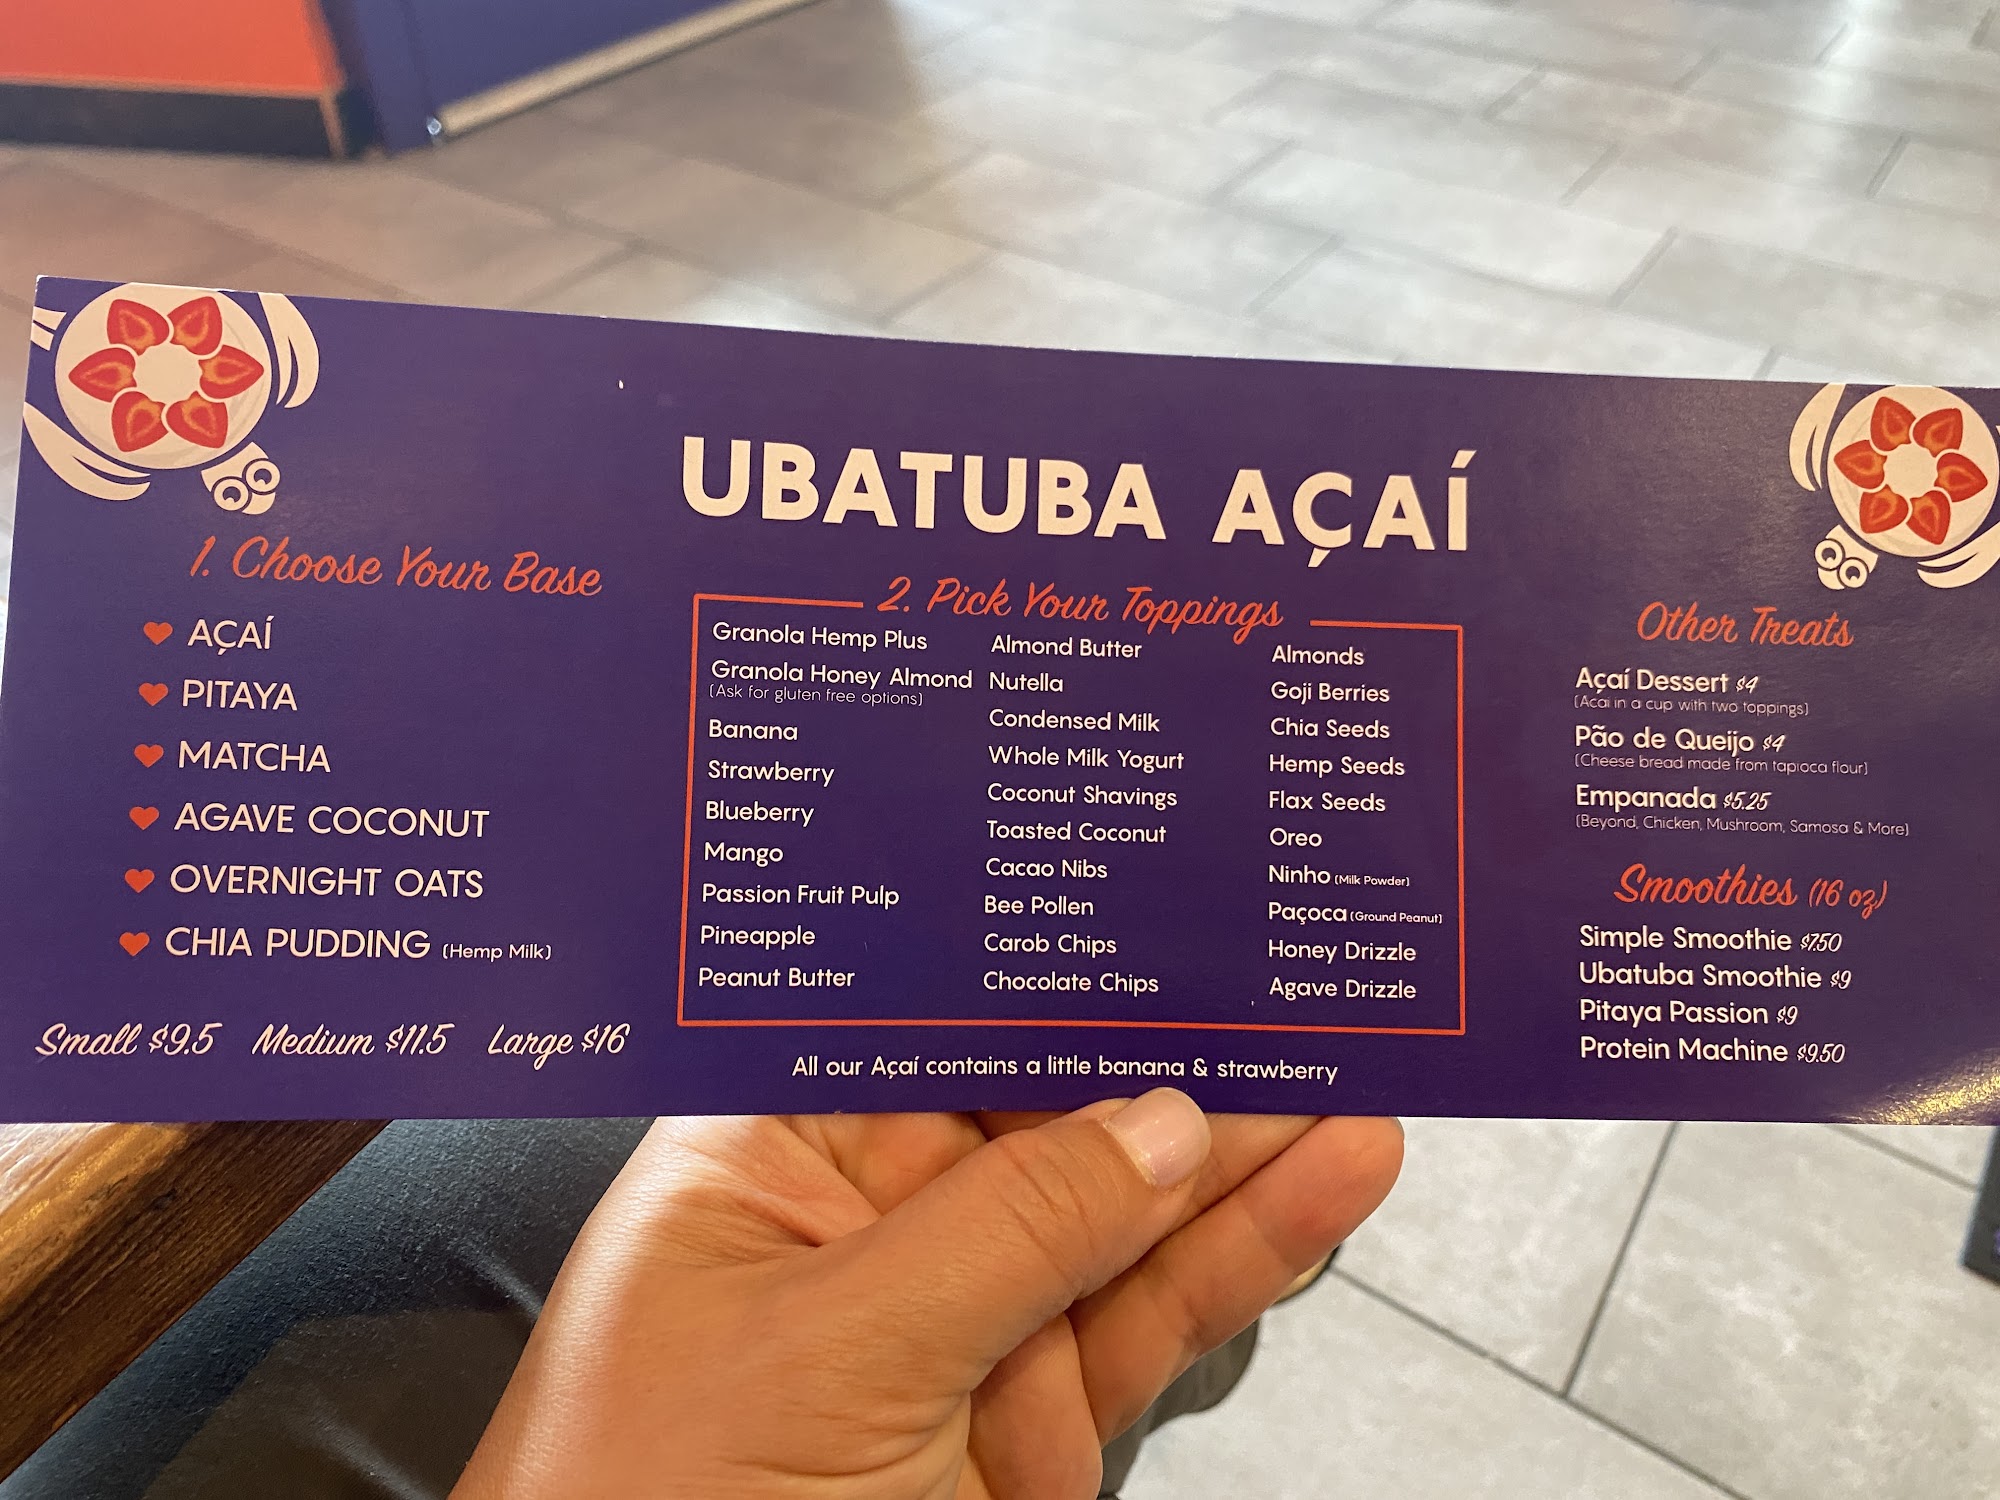 UBATUBA AÇAÍ
1. Choose Your Base
AÇAÍ
PITAYA
MATCHA
AGAVE COCONUT
OVERNIGHT OATS
CHIA PUDDING (Hemp Milk)
Small $9.5 Medium $11.5 Large $16
2. Pick Your Toppings
Granola Hemp Plus
Granola Honey Almond
(Ask for gluten free options)
Banana
Strawberry
Blueberry
Mango
Passion Fruit Pulp
Pineapple
Peanut Butter
Almond Butter
Nutella
Condensed Milk
Whole Milk Yogurt
Coconut Shavings
Toasted Coconut
Cacao Nibs
Bee Pollen
Carob Chips
Chocolate Chips
Almonds
Goji Berries
Chia Seeds
Hemp Seeds
Flax Seeds
Oreo
Ninho (Milk Powder)
Paçoca (Ground Peanut)
Honey Drizzle
Agave Drizzle
All our Açaí contains a little banana & strawberry
Other Treats
Açaí Dessert $4
(Acai in a cup with two toppings)
Pão de Queijo $4
(Cheese bread made from tapioca flour)
Empanada $5.25
(Beyond, Chicken, Mushroom, Samosa & More)
Smoothies (16 oz)
Simple Smoothie $7.50
Ubatuba Smoothie $9
Pitaya Passion $9
Protein Machine $9.50